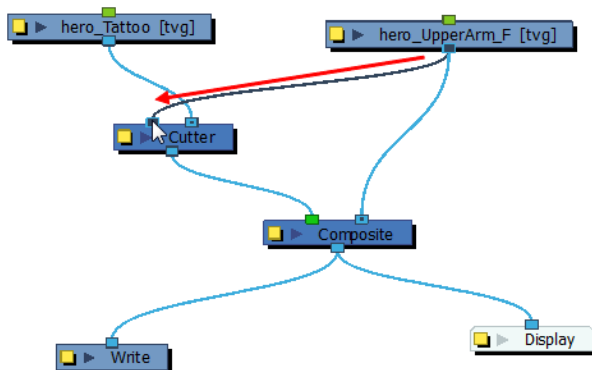 hero_Tattoo [tvg]
hero_UpperArm_F [tvg]
Cutter
Composite
Write
Display